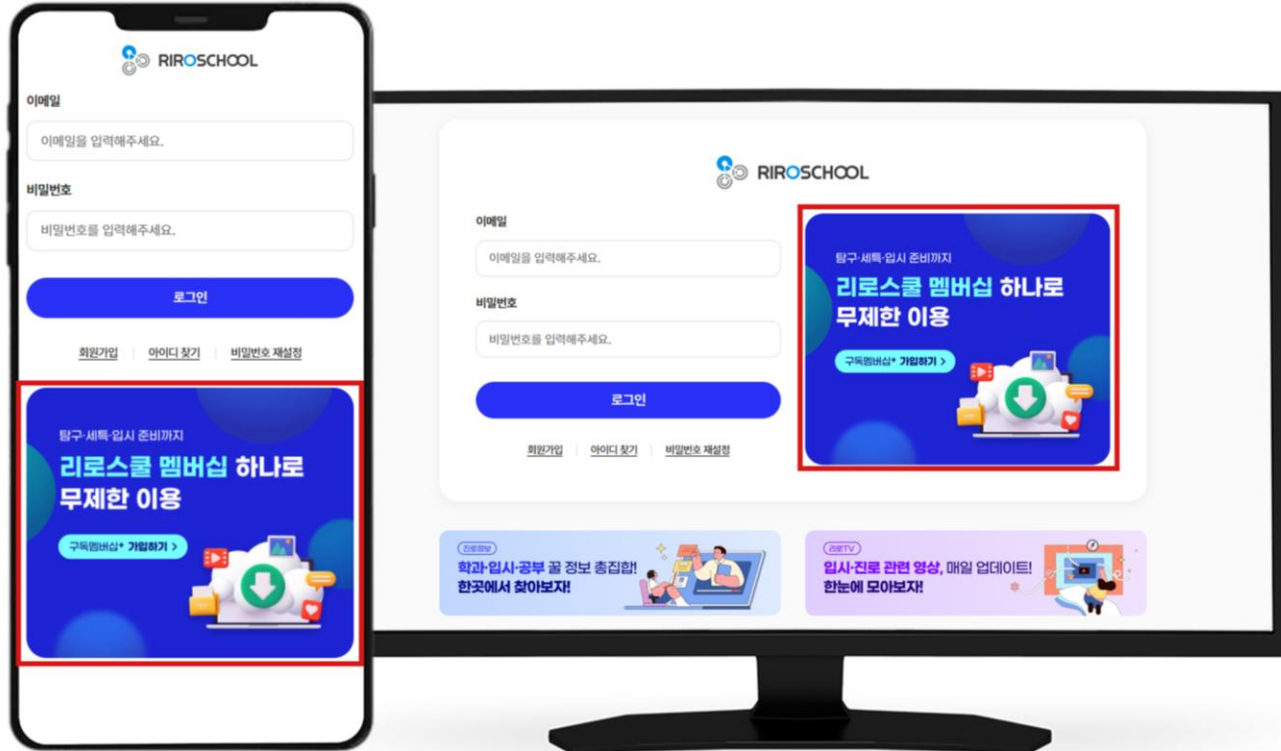 RIROSCHOOL
이메일
이메일을 입력해주세요.
비밀번호
비밀번호를 입력해주세요.
로그인
회원가입
아이디 찾기
비밀번호 재설정
탐구·세특·입시 준비까지
리로스쿨 멤버십 하나로
무제한 이용
구독멤버십+ 가입하기 >
RIROSCHOOL
이메일
이메일을 입력해주세요.
비밀번호
비밀번호를 입력해주세요.
로그인
회원가입
아이디 찾기
비밀번호 재설정
탐구·세특·입시 준비까지
리로스쿨 멤버십 하나로
무제한 이용
구독멤버십+ 가입하기 >
진로정보
학과·입시·공부 꿀 정보 총집합!
한곳에서 찾아보자!
리로TV
입시·진로 관련 영상, 매일 업데이트!
한눈에 모아보자!